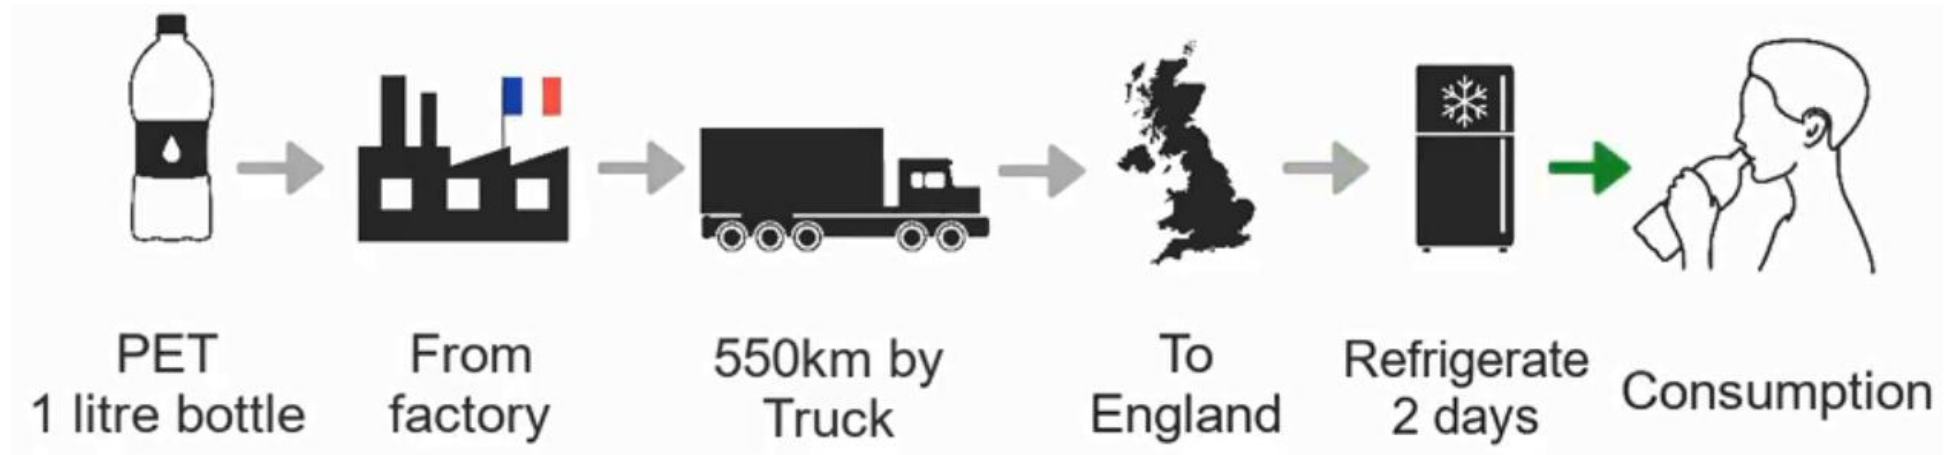 PET
1 litre bottle
From
factory
550km by
Truck
To
England
Refrigerate
2 days
Consumption